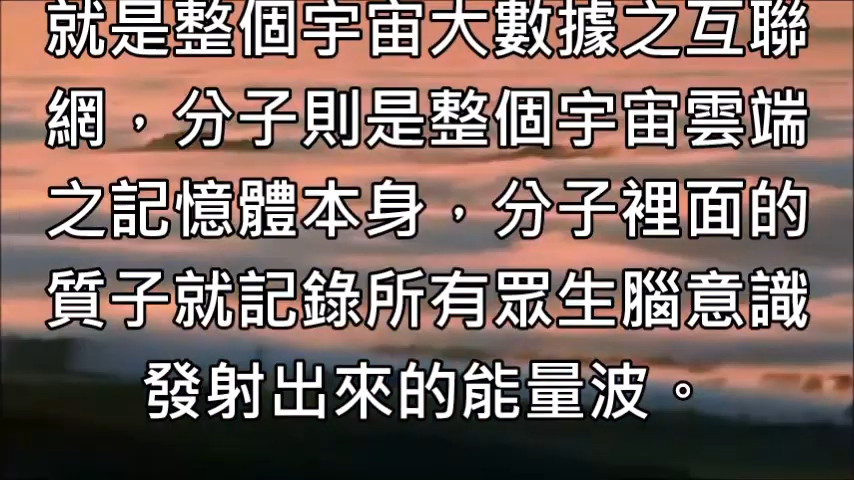 就是整個宇宙大數據之互聯
網，分子則是整個宇宙雲端
之記憶體本身，分子裡面的
質子就記錄所有眾生腦意識
發射出來的能量波。